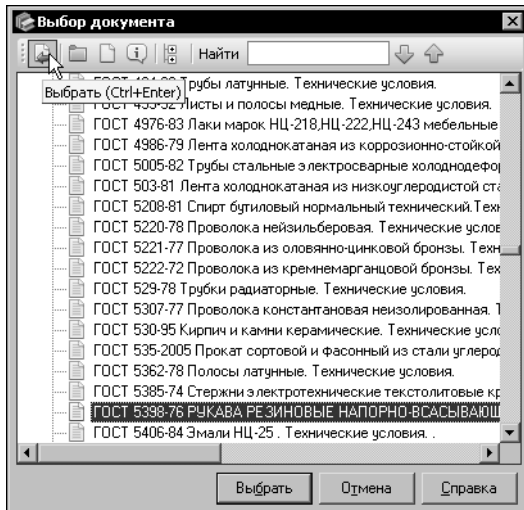 Выбор документа
Найти
Выбрать (Ctrl+Enter)
Трубы латунные. Технические условия.
Листы и полосы медные. Технические условия.
ГОСТ 4976-83 Лаки марок НЦ-218,НЦ-222,НЦ-243 мебельные
ГОСТ 4986-79 Лента холоднокатаная из коррозионно-стойкой
ГОСТ 5005-82 Трубы стальные электросварные холоднодефор
ГОСТ 503-81 Лента холоднокатаная из низкоуглеродистой ста
ГОСТ 5208-81 Спирт бутиловый нормальный технический.Техн
ГОСТ 5220-78 Проволока нейзильберовая. Технические услов
ГОСТ 5221-77 Проволока из оловянно-цинковой бронзы. Техн
ГОСТ 5222-72 Проволока из кремнемарганцовой бронзы. Тех
ГОСТ 529-78 Трубки радиаторные. Технические условия.
ГОСТ 5307-77 Проволока константановая неизолированная. Т
ГОСТ 530-95 Кирпич и камни керамические. Технические усло
ГОСТ 535-2005 Прокат сортовой и фасонный из стали углерод
ГОСТ 5362-78 Полосы латунные. Технические условия.
ГОСТ 5385-74 Стержни электротехнические текстолитовые кр
ГОСТ 5398-76 РУКАВА РЕЗИНОВЫЕ НАПОРНО-ВСАСЫВАЮЩ
ГОСТ 5406-84 Эмали НЦ-25 . Технические условия. .
Выбрать Отмена Справка